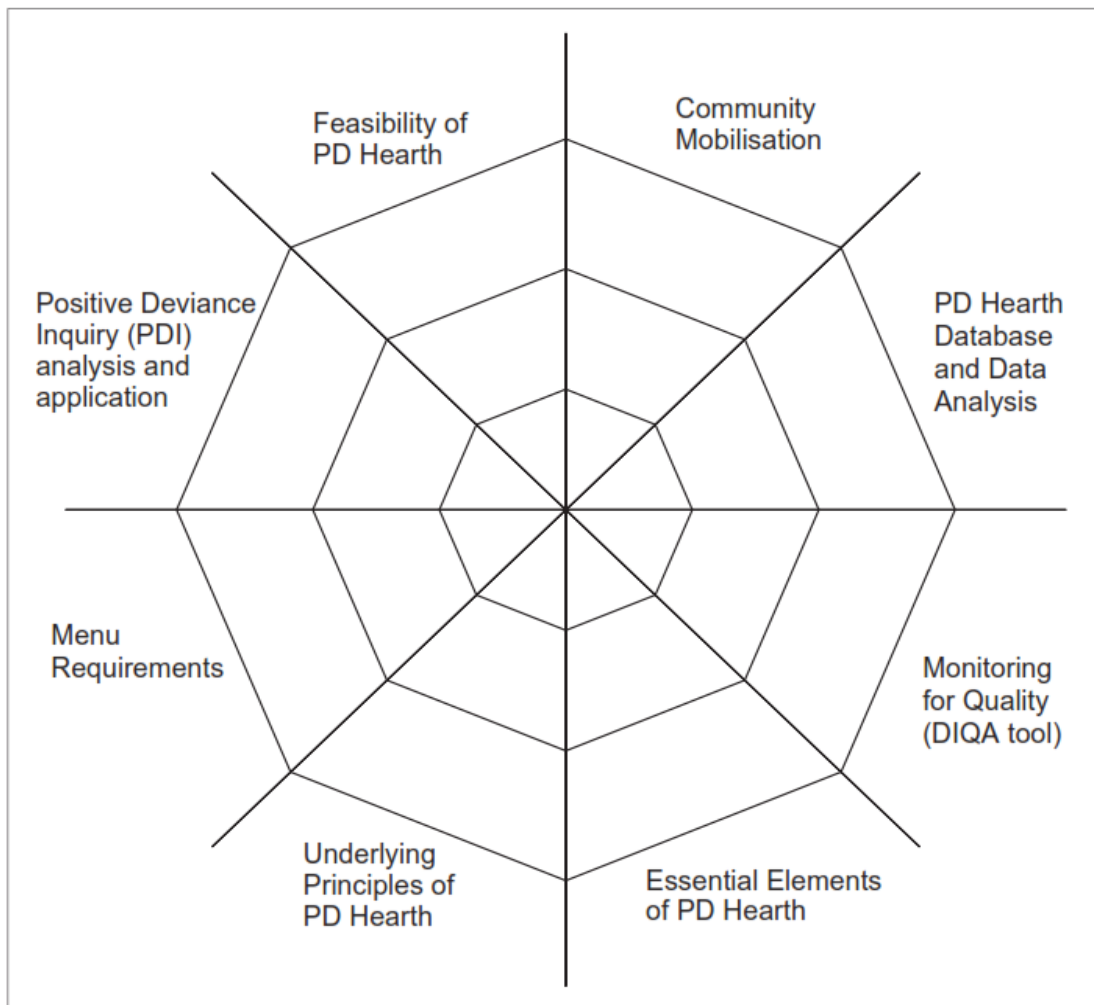 Feasibility of
PD Hearth
Community
Mobilisation
Positive Deviance
Inquiry (PDI)
analysis and
application
PD Hearth
Database
and Data
Analysis
Menu
Requirements
Monitoring
for Quality
(DIQA tool)
Underlying
Principles of
PD Hearth
Essential Elements
of PD Hearth